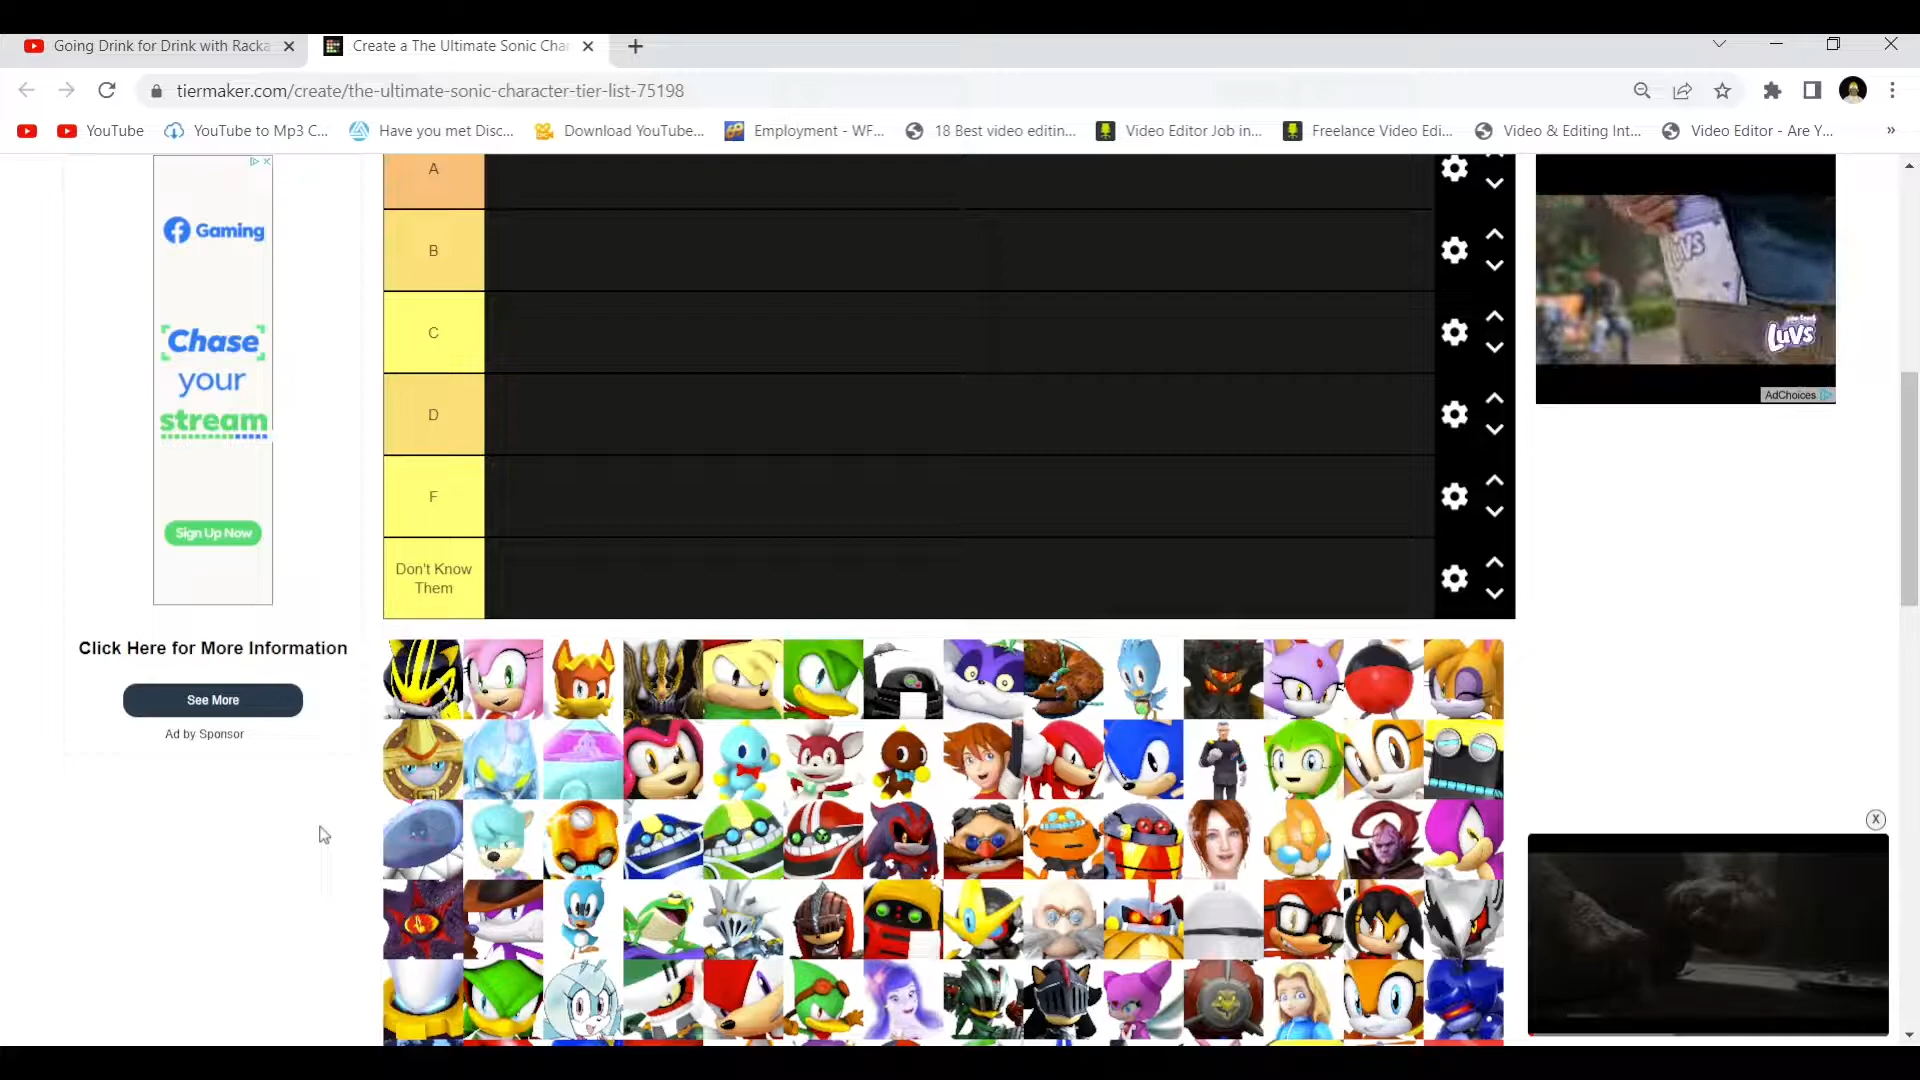 Going Drink for Drink with Racka
Create a The Ultimate Sonic Cha
tiermaker.com/create/the-ultimate-sonic-character-tier-list-75198
YouTube
YouTube to Mp3 C...
Have you met Disc...
Download YouTube...
Employment - WF...
18 Best video editin...
Video Editor Job in...
Freelance Video Edi...
Video & Editing Int...
Video Editor - Are Y...
»
A
B
C
D
F
Don't Know
Them
Gaming
Chase
your
stream
Sign Up Now
Click Here for More Information
See More
Ad by Sponsor
LUVS
Luvs
AdChoices
X